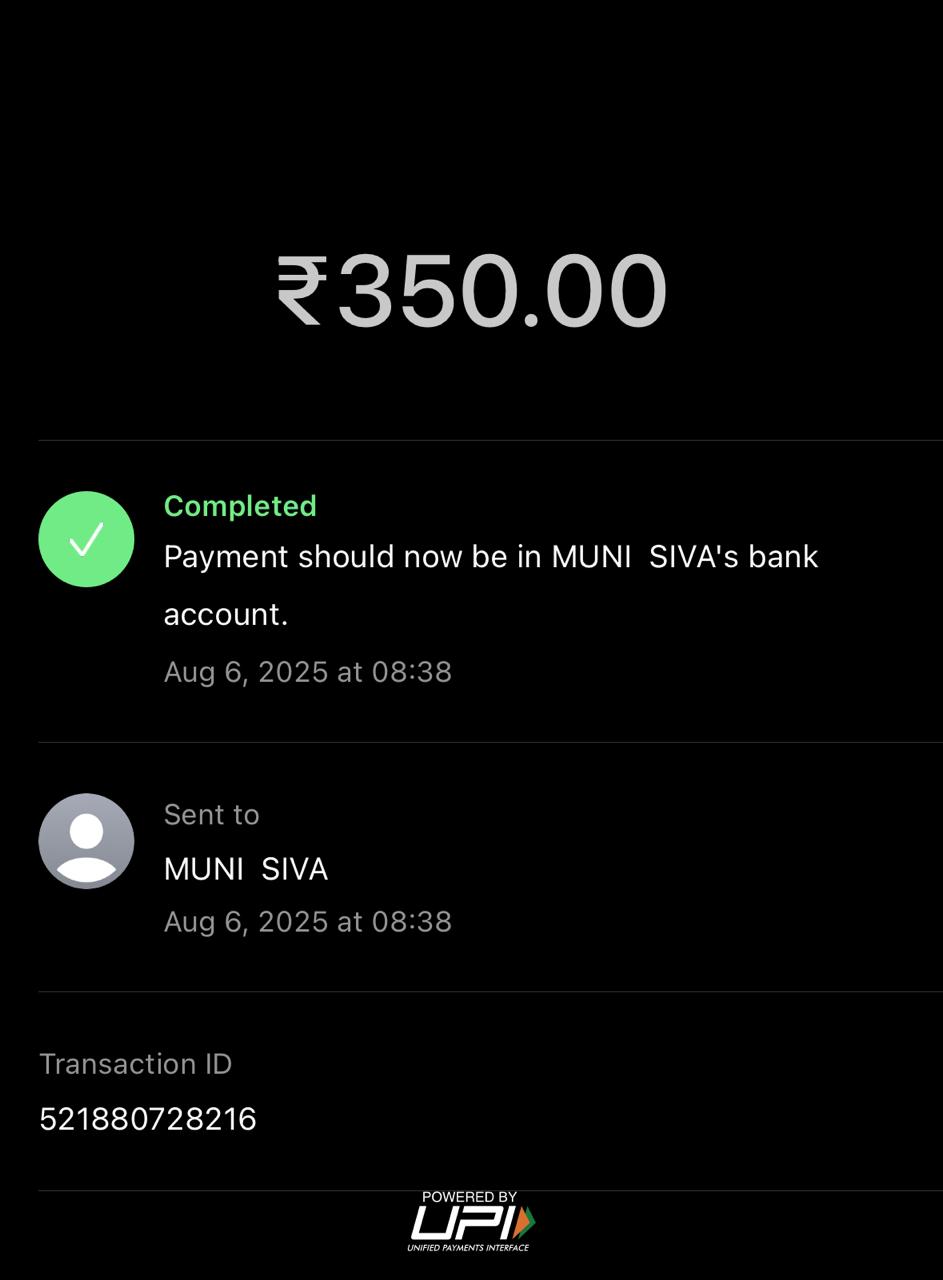 ₹350.00
Completed
Payment should now be in MUNI  SIVA's bank
account.
Aug 6, 2025 at 08:38
Sent to
MUNI  SIVA
Aug 6, 2025 at 08:38
Transaction ID
521880728216
POWERED BY
UPI
UNIFIED PAYMENTS INTERFACE